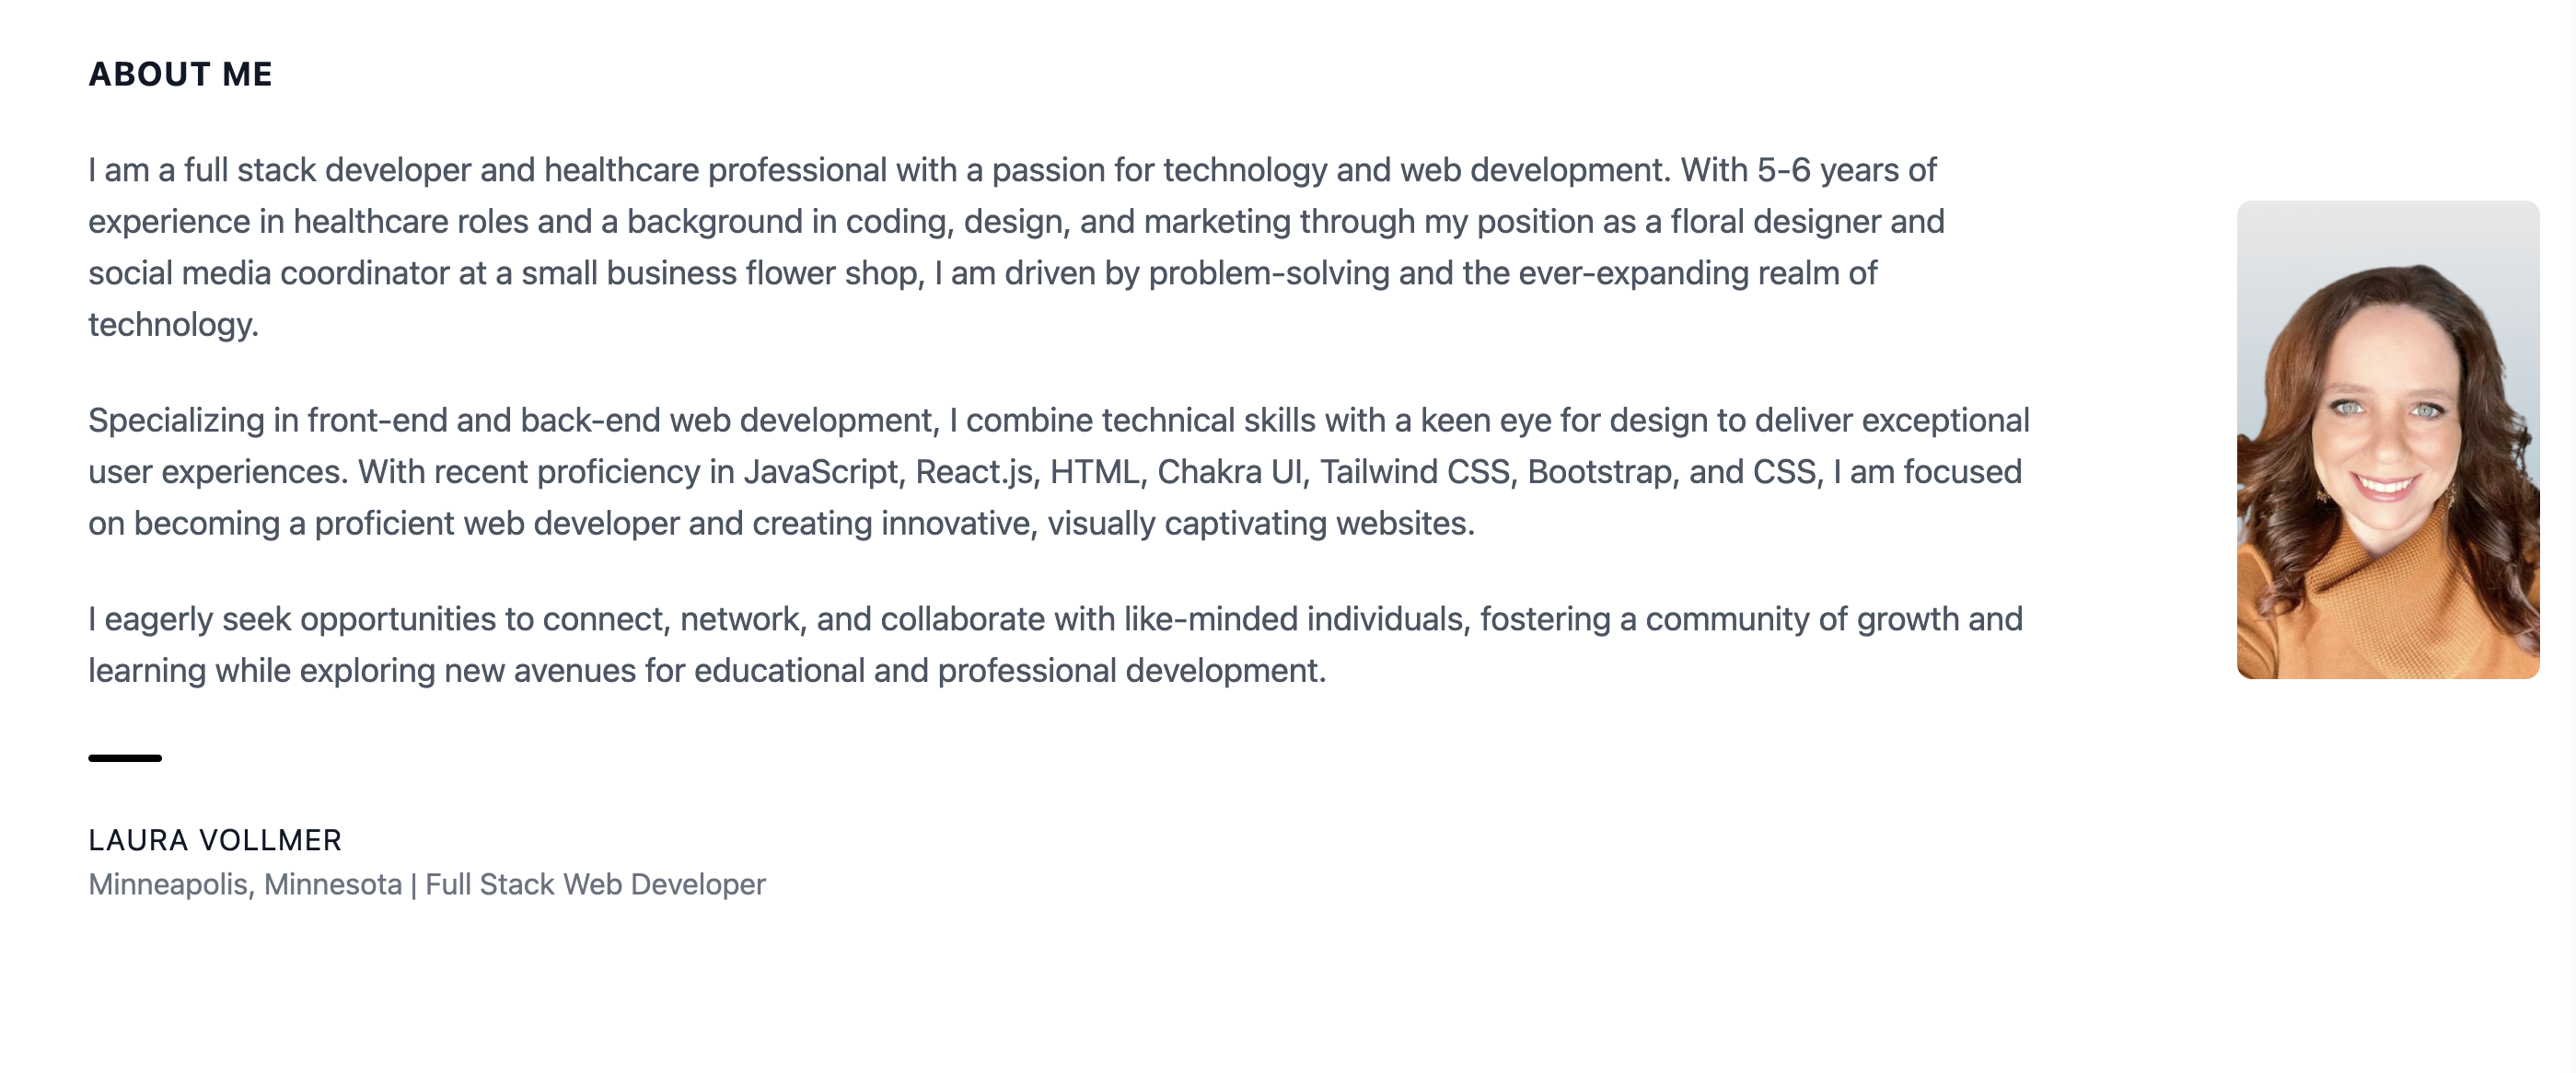 ABOUT ME
I am a full stack developer and healthcare professional with a passion for technology and web development. With 5-6 years of
experience in healthcare roles and a background in coding, design, and marketing through my position as a floral designer and
social media coordinator at a small business flower shop, I am driven by problem-solving and the ever-expanding realm of
technology.
Specializing in front-end and back-end web development, I combine technical skills with a keen eye for design to deliver exceptional
user experiences. With recent proficiency in JavaScript, React.js, HTML, Chakra UI, Tailwind CSS, Bootstrap, and CSS, I am focused
on becoming a proficient web developer and creating innovative, visually captivating websites.
I eagerly seek opportunities to connect, network, and collaborate with like-minded individuals, fostering a community of growth and
learning while exploring new avenues for educational and professional development.
LAURA VOLLMER
Minneapolis, Minnesota | Full Stack Web Developer